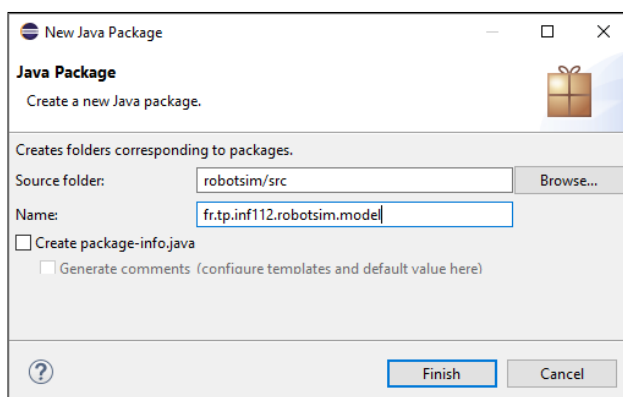 New Java Package
Java Package
Create a new Java package.
Creates folders corresponding to packages.
Source folder: robotsim/src Browse...
Name: fr.tp.inf112.robotsim.model
Create package-info.java
Generate comments (configure templates and default value here)
? Finish Cancel